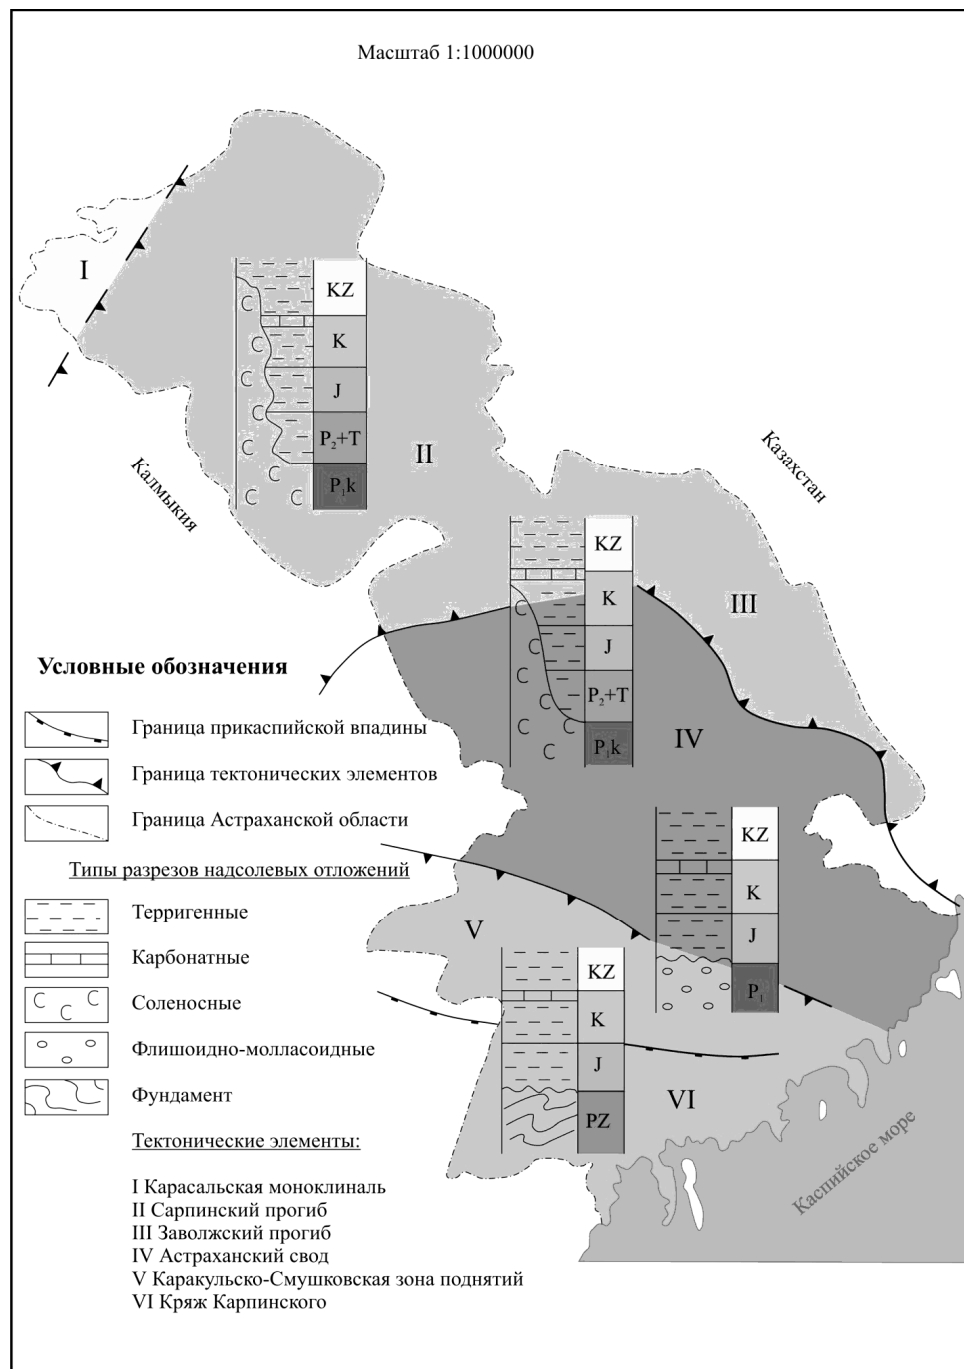 Масштаб 1:1000000
I
KZ
K
J
P₂+T
P₁k
II
Калмыкия
Казахстан
KZ
K
J
P₂+T
P₁k
III
IV
Условные обозначения
Граница прикаспийской впадины
Граница тектонических элементов
Граница Астраханской области
Типы разрезов надсолевых отложений
Терригенные
Карбонатные
Соленосные
Флишоидно-молласоидные
Фундамент
KZ
K
J
P₁
V
KZ
K
J
PZ
VI
Каспийское море
Тектонические элементы:
I Карасальская моноклиналь
II Сарпинский прогиб
III Заволжский прогиб
IV Астраханский свод
V Каракульско-Смушковская зона поднятий
VI Кряж Карпинского